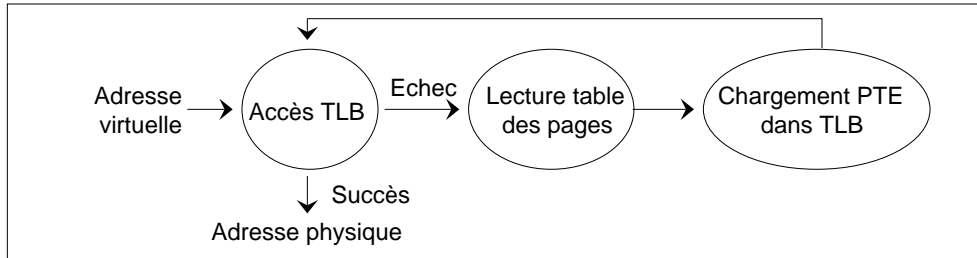 Adresse
virtuelle
Accès TLB
Echec
Lecture table
des pages
Chargement PTE
dans TLB
Succès
Adresse physique